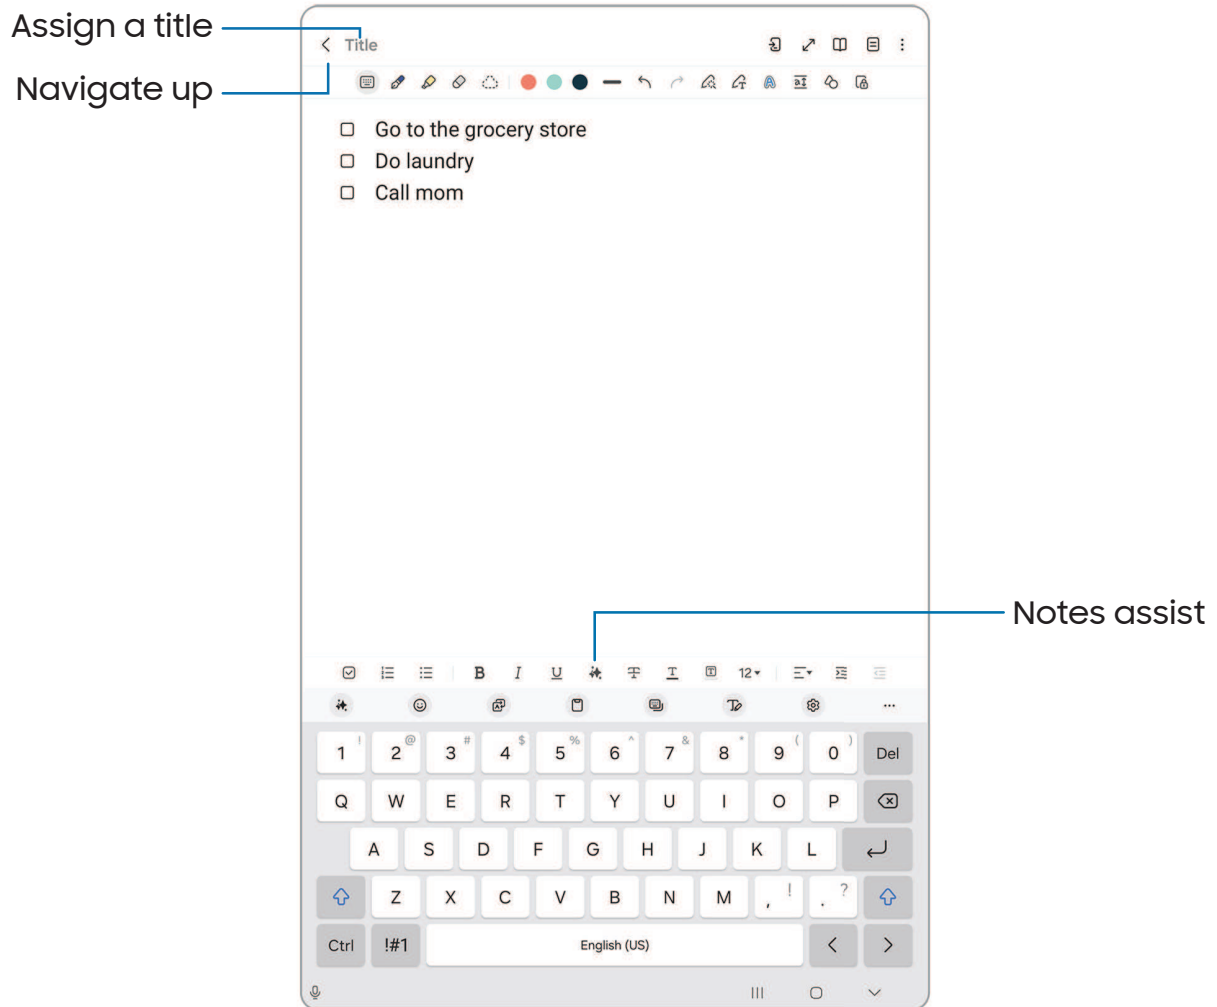 Assign a title
Title
Navigate up
Go to the grocery store
Do laundry
Call mom
Notes assist
B I U T T T 12
! @ # $ % ^ & * ( )
1 2 3 4 5 6 7 8 9 0 Del
Q W E R T Y U I O P
A S D F G H J K L
Z X C V B N M , ! . ?
Ctrl !#1 English (US) < >